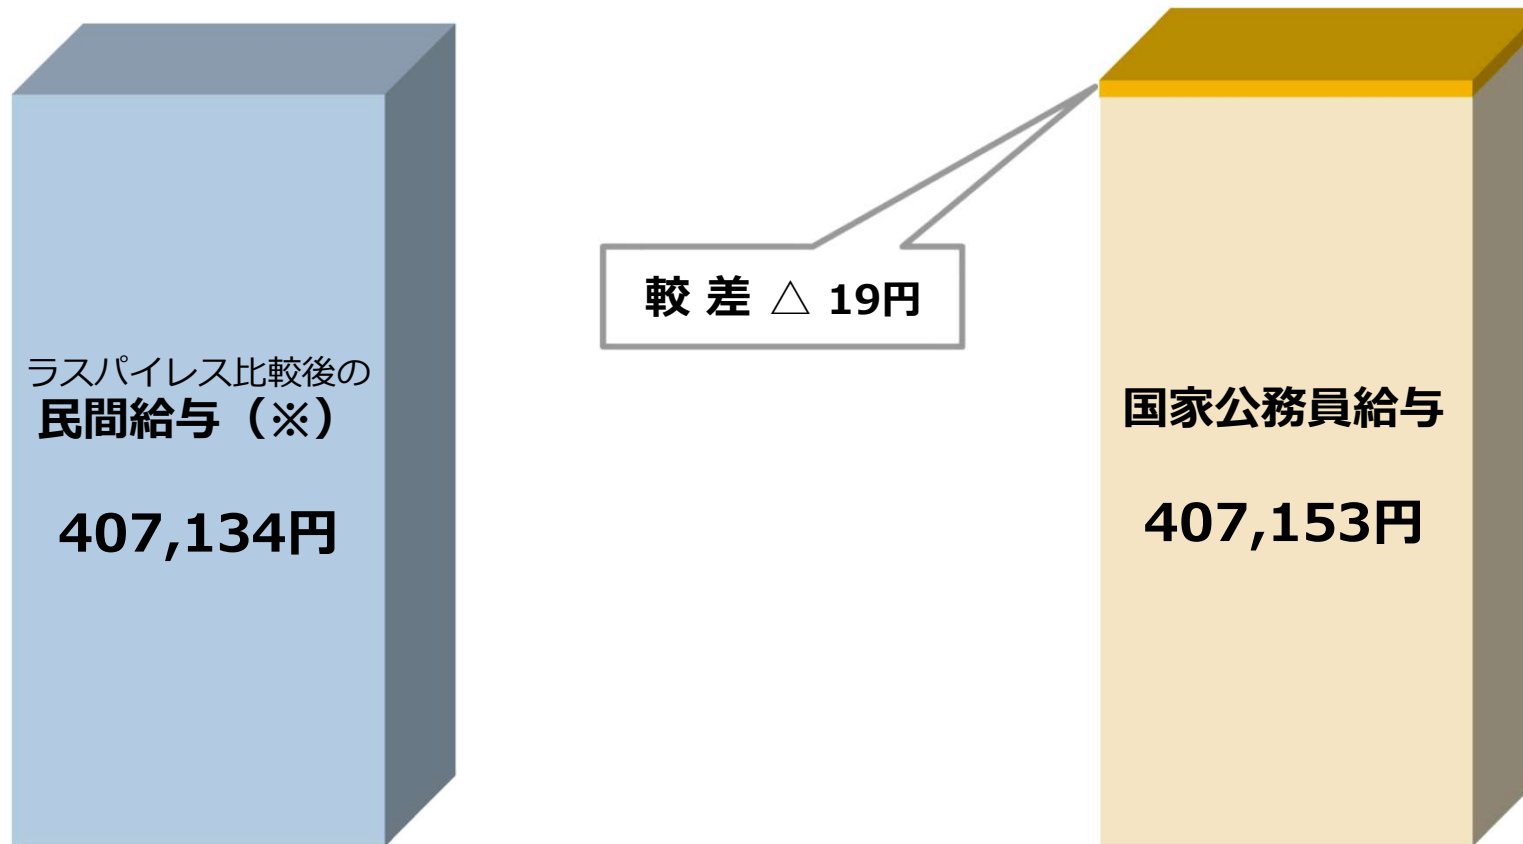 ラスパイレス比較後の
民間給与（※）
407,134円
較 差 △ 19円
国家公務員給与
407,153円